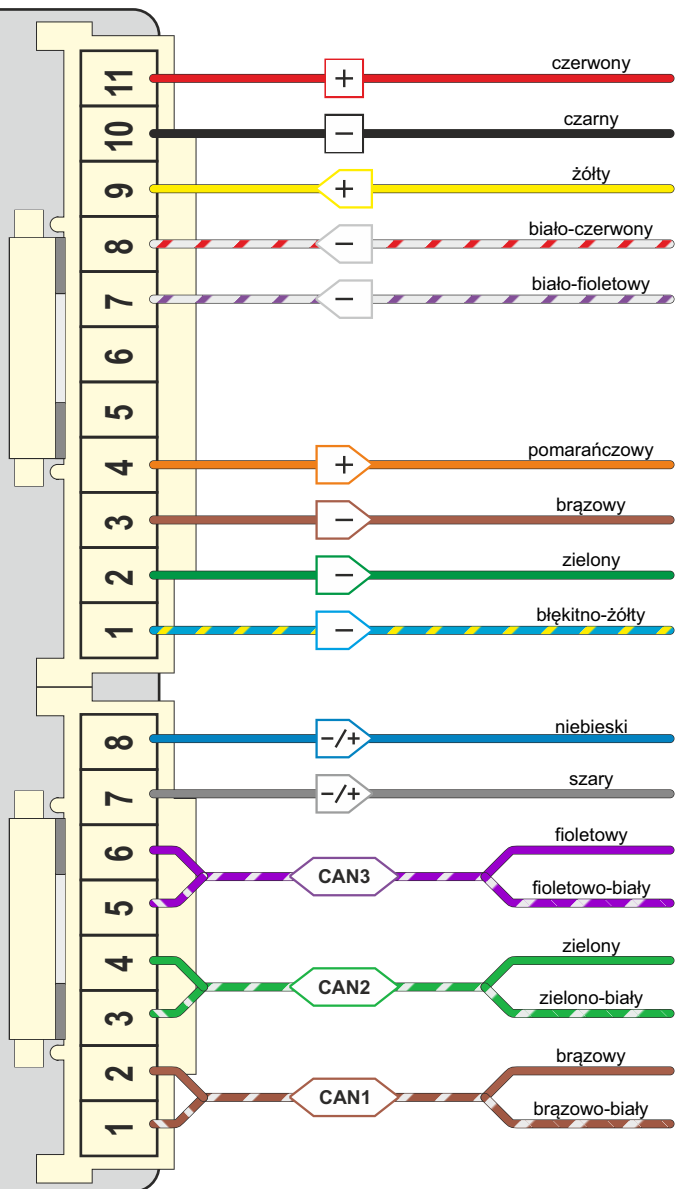 11 + czerwony
10 − czarny
9 + żółty
8 − biało-czerwony
7 − biało-fioletowy
6
5
4 + pomarańczowy
3 − brązowy
2 − zielony
1 − błękitno-żółty
8 −/+ niebieski
7 −/+ szary
6 fioletowy
CAN3
5 fioletowo-biały
4 zielony
CAN2
3 zielono-biały
2 brązowy
CAN1
1 brązowo-biały